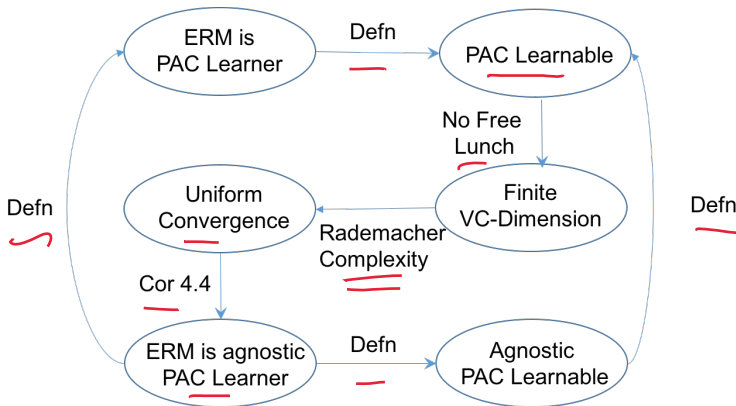 ERM is
PAC Learner
Defn
PAC Learnable
No Free
Lunch
Uniform
Convergence
Finite
VC-Dimension
Defn
Defn
Rademacher
Complexity
Cor 4.4
ERM is agnostic
PAC Learner
Defn
Agnostic
PAC Learnable